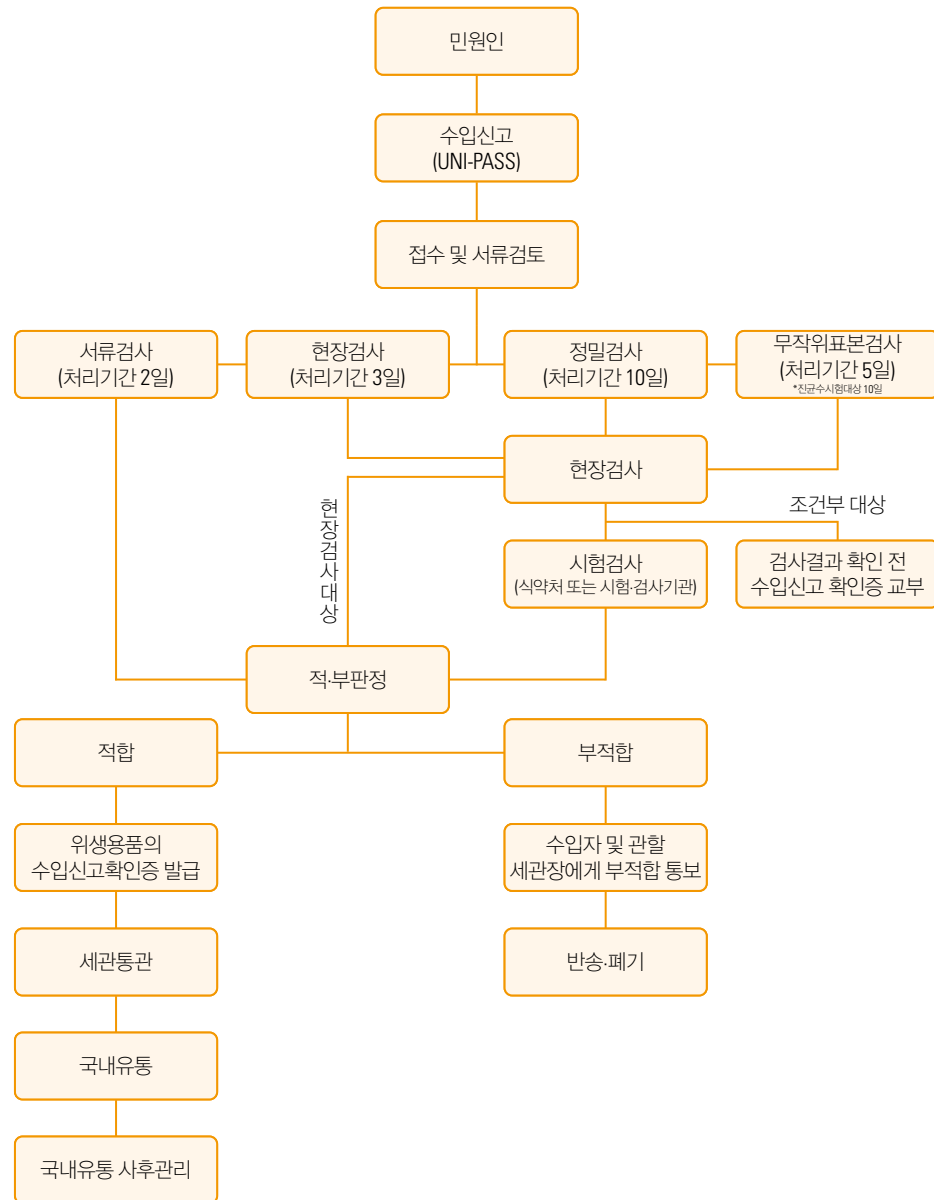 민원인
수입신고
(UNI-PASS)
접수 및 서류검토
서류검사
(처리기간 2일)
현장검사
(처리기간 3일)
정밀검사
(처리기간 10일)
무작위표본검사
(처리기간 5일)
*진균수시험대상 10일
현장검사
현장검사대상
조건부 대상
시험검사
(식약처 또는 시험·검사기관)
검사결과 확인 전
수입신고 확인증 교부
적·부판정
적합
부적합
위생용품의
수입신고확인증 발급
수입자 및 관할
세관장에게 부적합 통보
세관통관
반송·폐기
국내유통
국내유통 사후관리